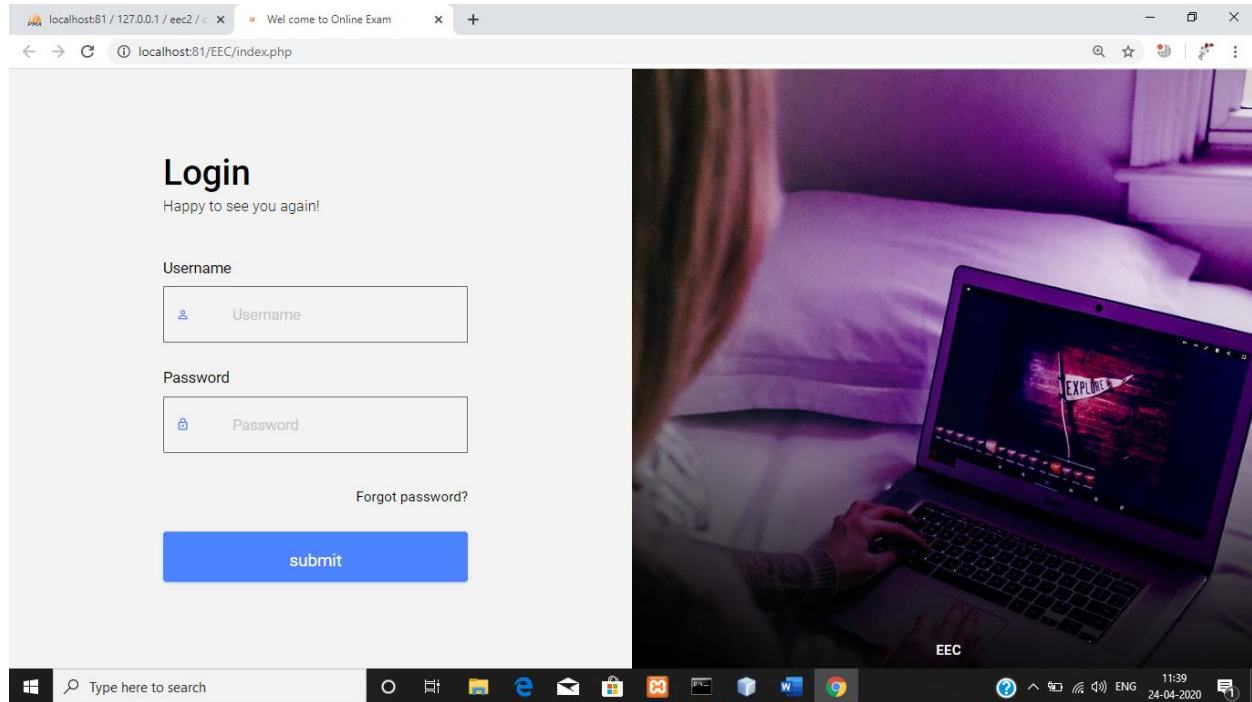 localhost:81 / 127.0.0.1 / eec2 / c
Wel come to Online Exam
localhost:81/EEC/index.php
Login
Happy to see you again!
Username
Username
Password
Password
Forgot password?
submit
EXPLORE
EEC
Type here to search
ENG
11:39
24-04-2020
1